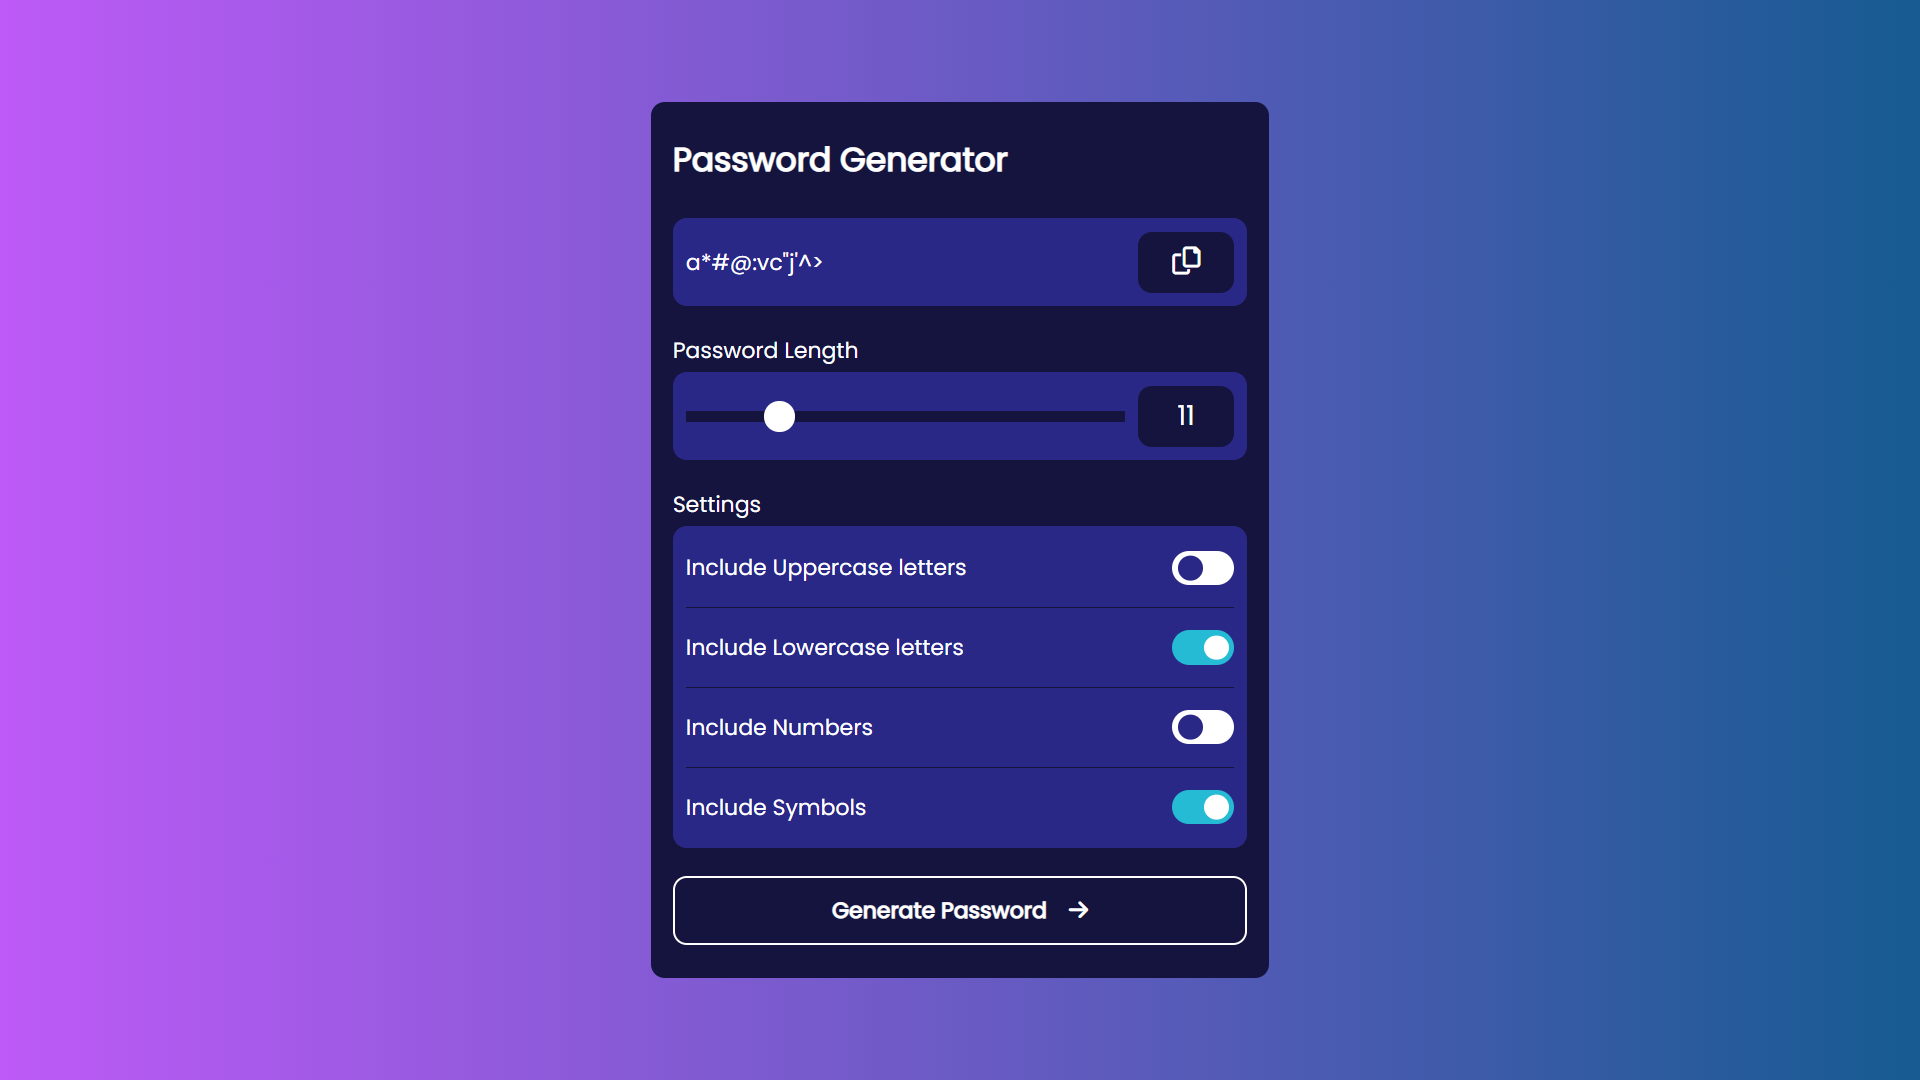 Password Generator
a*#@:vc"j'^>
Password Length
11
Settings
Include Uppercase letters
Include Lowercase letters
Include Numbers
Include Symbols
Generate Password →